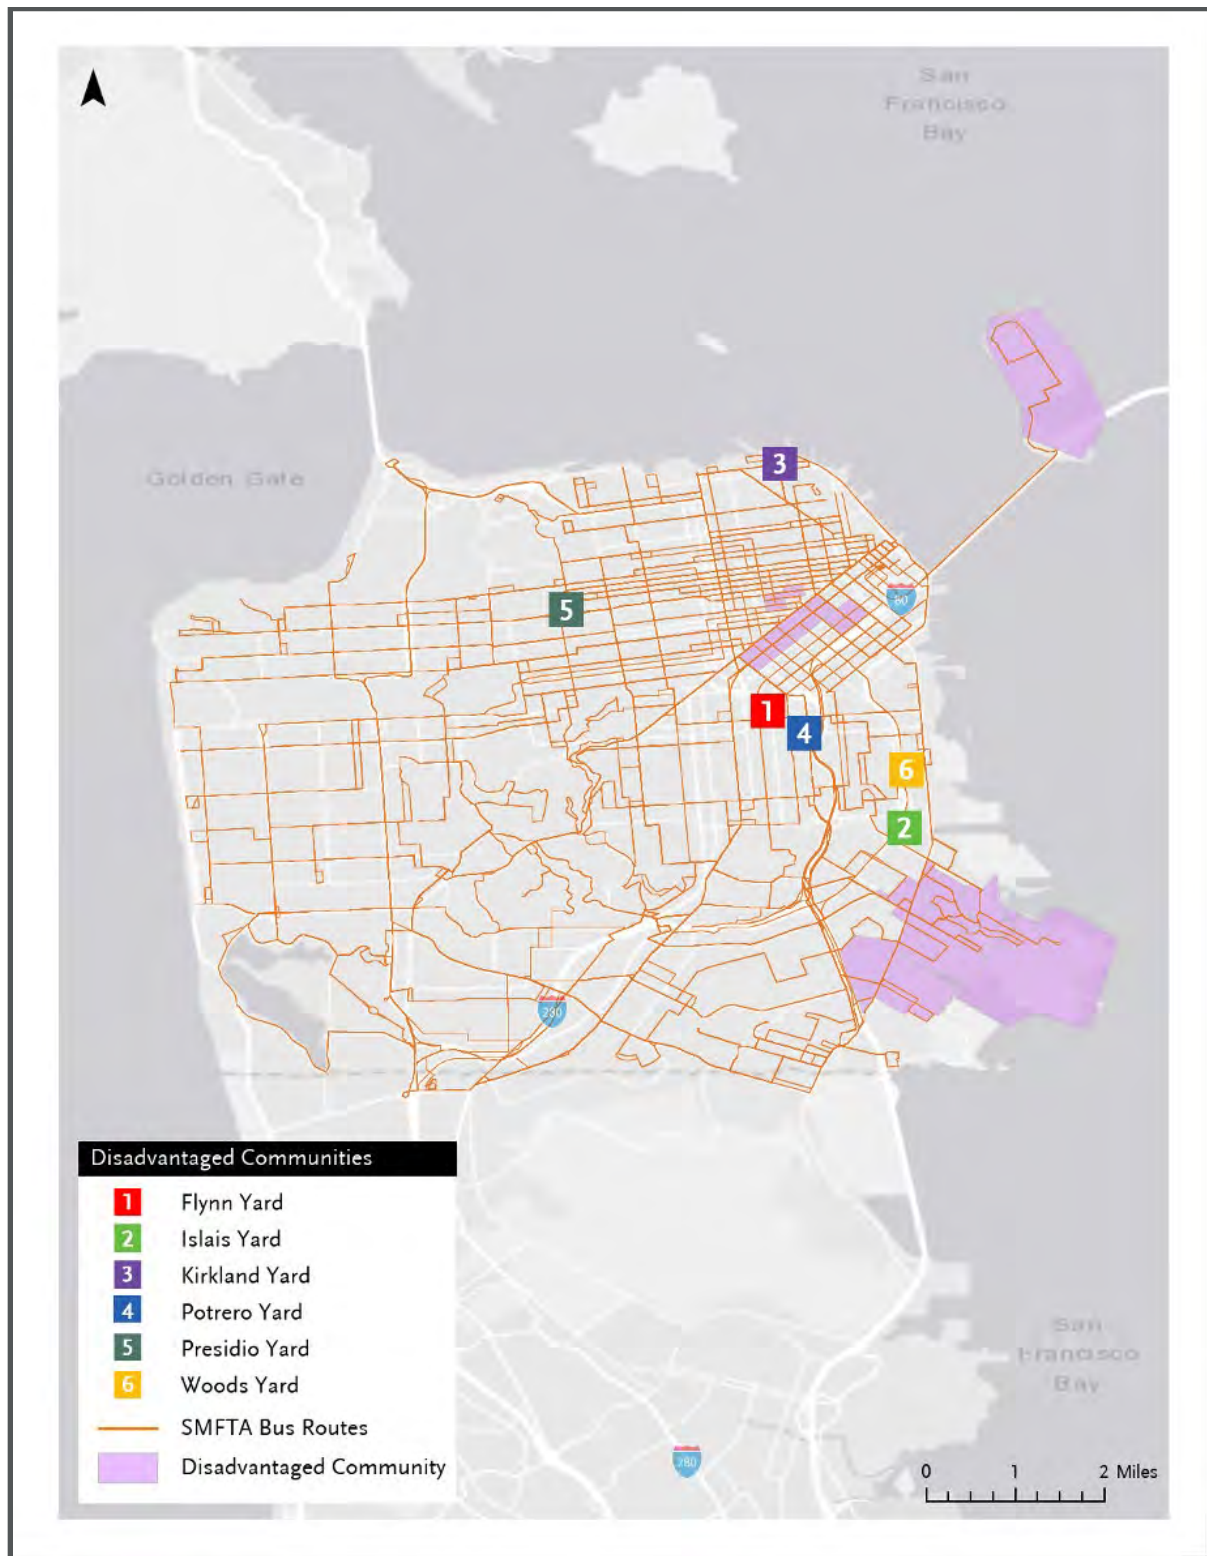 San
Francisco
Bay
Golden Gate
3
80
5
1
4
6
2
280
Disadvantaged Communities
1 Flynn Yard
2 Islais Yard
3 Kirkland Yard
4 Potrero Yard
5 Presidio Yard
6 Woods Yard
SMFTA Bus Routes
Disadvantaged Community
San
Francisco
Bay
280
0 1 2 Miles